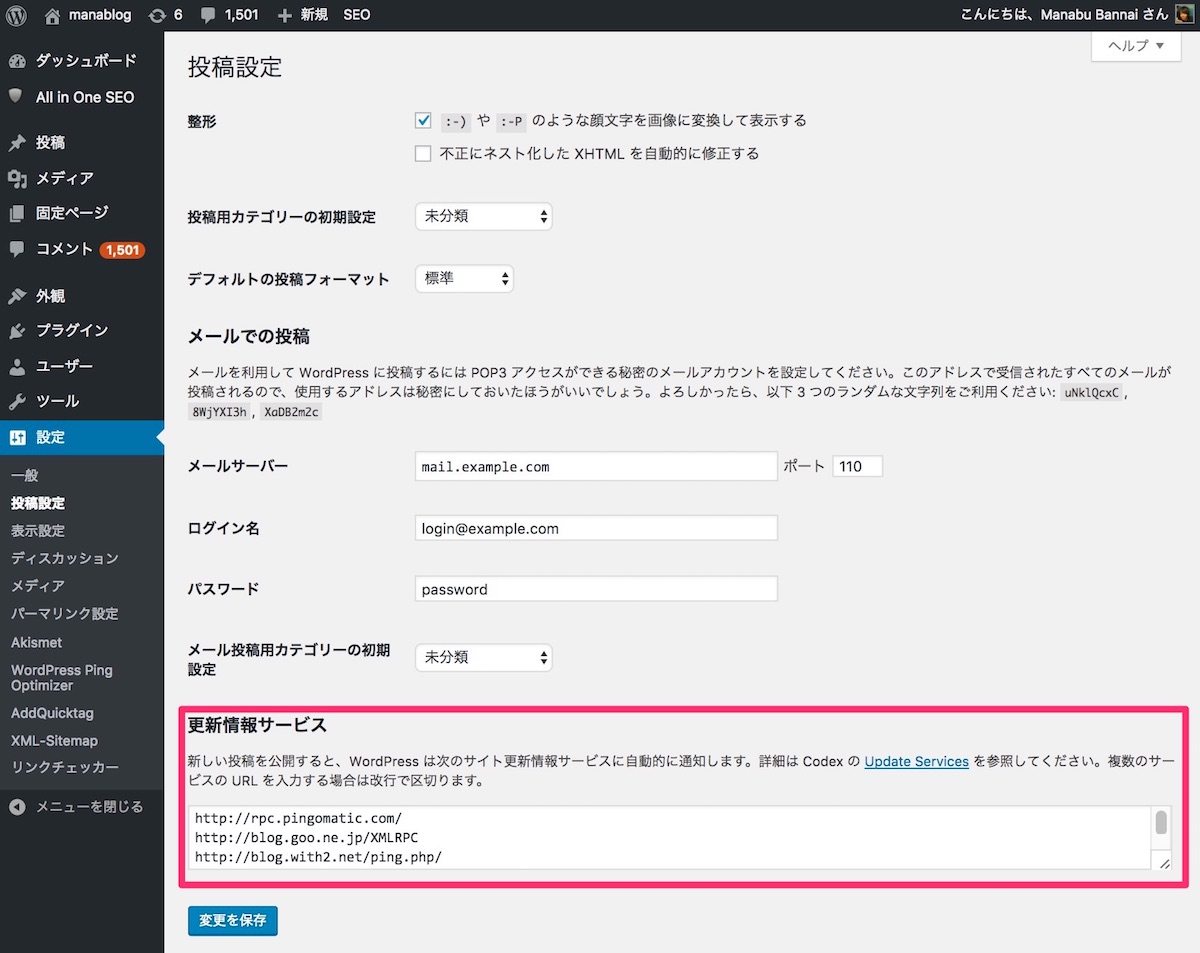 manablog 6 1,501 新規 SEO こんにちは、Manabu Bannai さん
ヘルプ ▼
ダッシュボード
All in One SEO
投稿
メディア
固定ページ
コメント 1,501
外観
プラグイン
ユーザー
ツール
設定
一般
投稿設定
表示設定
ディスカッション
メディア
パーマリンク設定
Akismet
WordPress Ping
Optimizer
AddQuicktag
XML-Sitemap
リンクチェッカー
メニューを閉じる
投稿設定
整形
:-) や :-P のような顔文字を画像に変換して表示する
不正にネスト化した XHTML を自動的に修正する
投稿用カテゴリーの初期設定 未分類
デフォルトの投稿フォーマット 標準
メールでの投稿
メールを利用して WordPress に投稿するには POP3 アクセスができる秘密のメールアカウントを設定してください。このアドレスで受信されたすべてのメールが
投稿されるので、使用するアドレスは秘密にしておいたほうがいいでしょう。よろしかったら、以下 3 つのランダムな文字列をご利用ください: uNklQcxC ,
8WjYXI3h , XaDB2m2c
メールサーバー mail.example.com ポート 110
ログイン名 login@example.com
パスワード password
メール投稿用カテゴリーの初期
設定 未分類
更新情報サービス
新しい投稿を公開すると、WordPress は次のサイト更新情報サービスに自動的に通知します。詳細は Codex の Update Services を参照してください。複数のサー
ビスの URL を入力する場合は改行で区切ります。
http://rpc.pingomatic.com/
http://blog.goo.ne.jp/XMLRPC
http://blog.with2.net/ping.php/
変更を保存